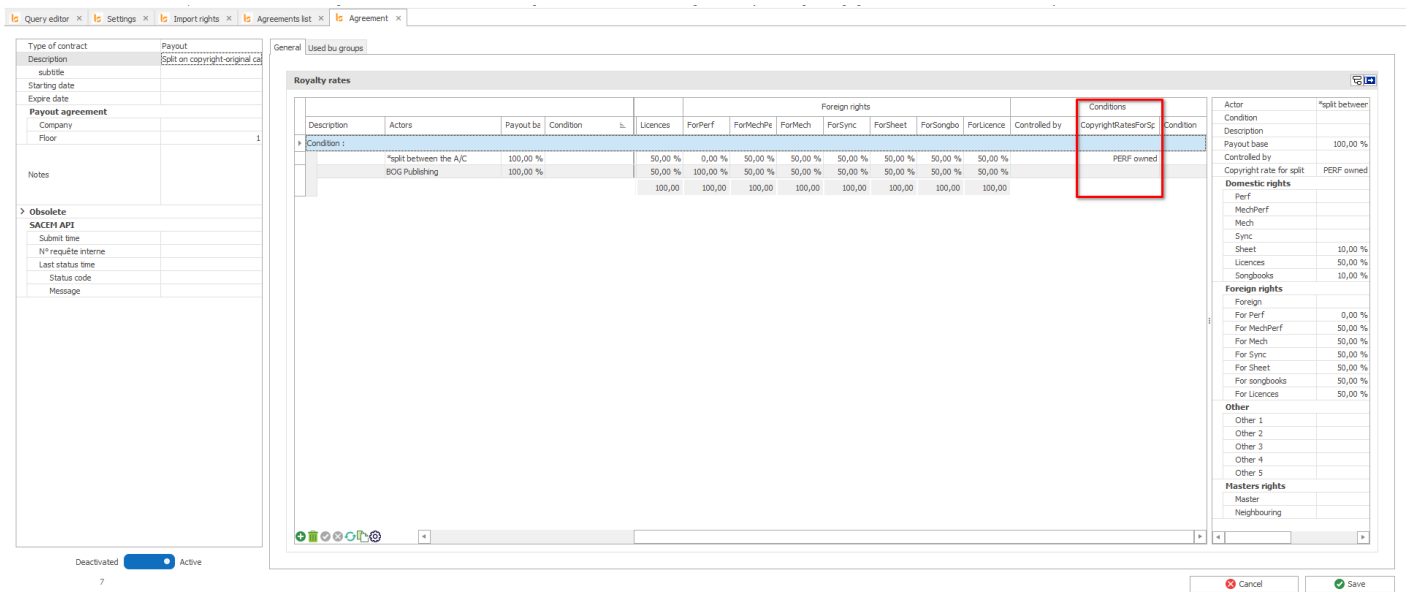 Query editor × Settings × Import rights × Agreements list × Agreement ×
Type of contract Payout
Description Split on copyright-original ca
subtitle
Starting date
Expire date
Payout agreement
Company
Floor 1
Notes
Obsolete
SACEM API
Submit time
N° requête interne
Last status time
Status code
Message
Deactivated Active
7
General Used bu groups
Royalty rates
Foreign rights Conditions
Description Actors Payout ba Condition Licences ForPerf ForMechPe ForMech ForSync ForSheet ForSongbo ForLicence Controlled by CopyrightRatesForSp Condition
Condition :
*split between the A/C 100,00 % 50,00 % 0,00 % 50,00 % 50,00 % 50,00 % 50,00 % 50,00 % 50,00 % PERF owned
BOG Publishing 100,00 % 50,00 % 100,00 % 50,00 % 50,00 % 50,00 % 50,00 % 50,00 % 50,00 %
100,00 100,00 100,00 100,00 100,00 100,00 100,00 100,00
Actor *split between
Condition
Description
Payout base 100,00 %
Controlled by
Copyright rate for split PERF owned
Domestic rights
Perf
MechPerf
Mech
Sync
Sheet 10,00 %
Licences 50,00 %
Songbooks 10,00 %
Foreign rights
Foreign
For Perf 0,00 %
For MechPerf 50,00 %
For Mech 50,00 %
For Sync 50,00 %
For Sheet 50,00 %
For songbooks 50,00 %
For Licences 50,00 %
Other
Other 1
Other 2
Other 3
Other 4
Other 5
Masters rights
Master
Neighbouring
Cancel Save